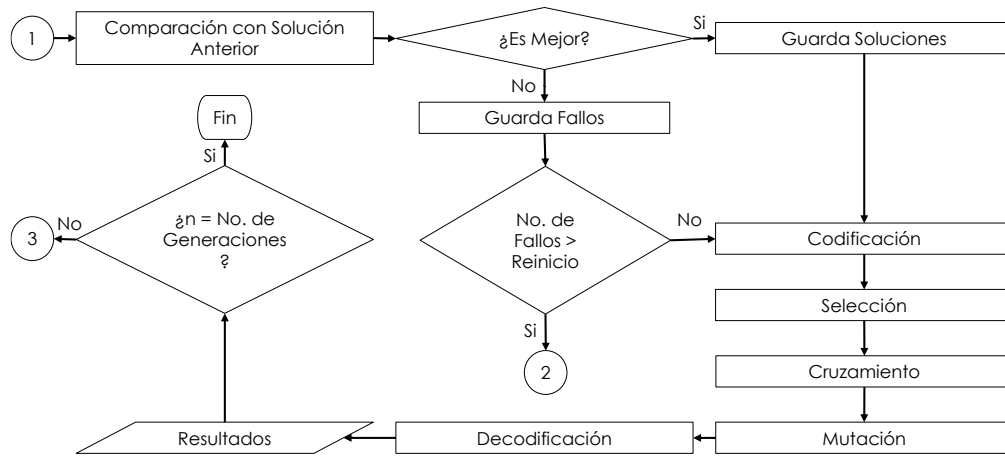 1
Comparación con Solución
Anterior
¿Es Mejor?
Si
Guarda Soluciones
No
Guarda Fallos
Fin
Si
¿n = No. de
Generaciones
?
No
3
No. de
Fallos >
Reinicio
No
Codificación
Selección
Si
2
Cruzamiento
Resultados
Decodificación
Mutación